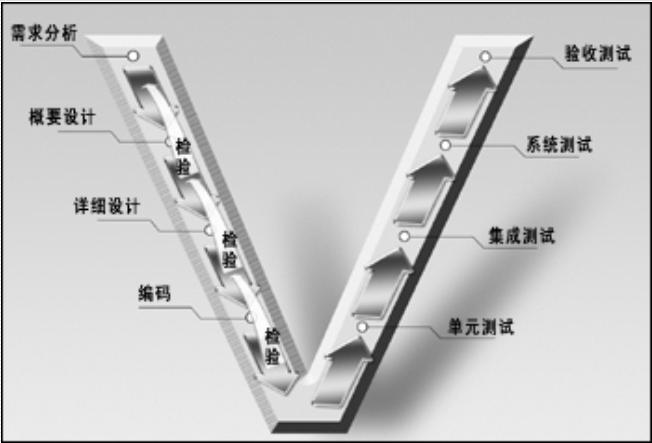 需求分析
验收测试
概要设计
检验
系统测试
详细设计
检验
集成测试
编码
检验
单元测试